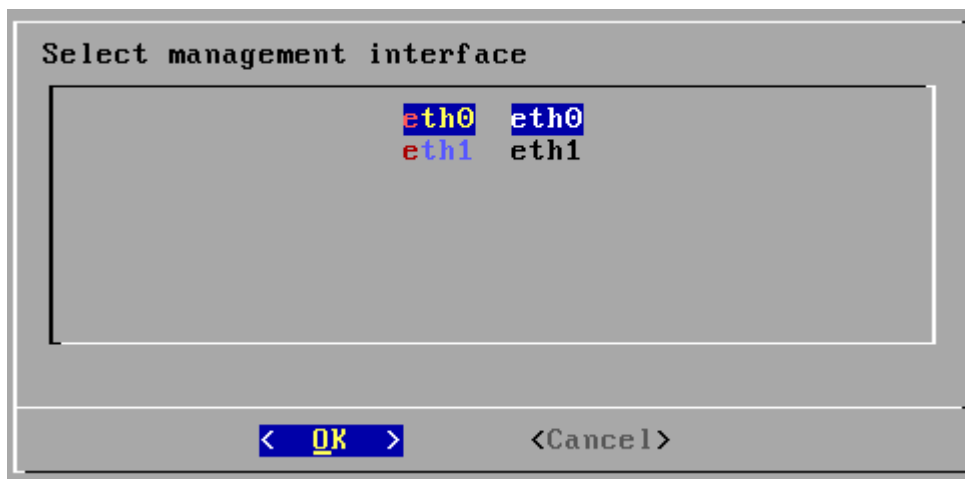 Select management interface
eth0 eth0
eth1 eth1
< OK > <Cancel>